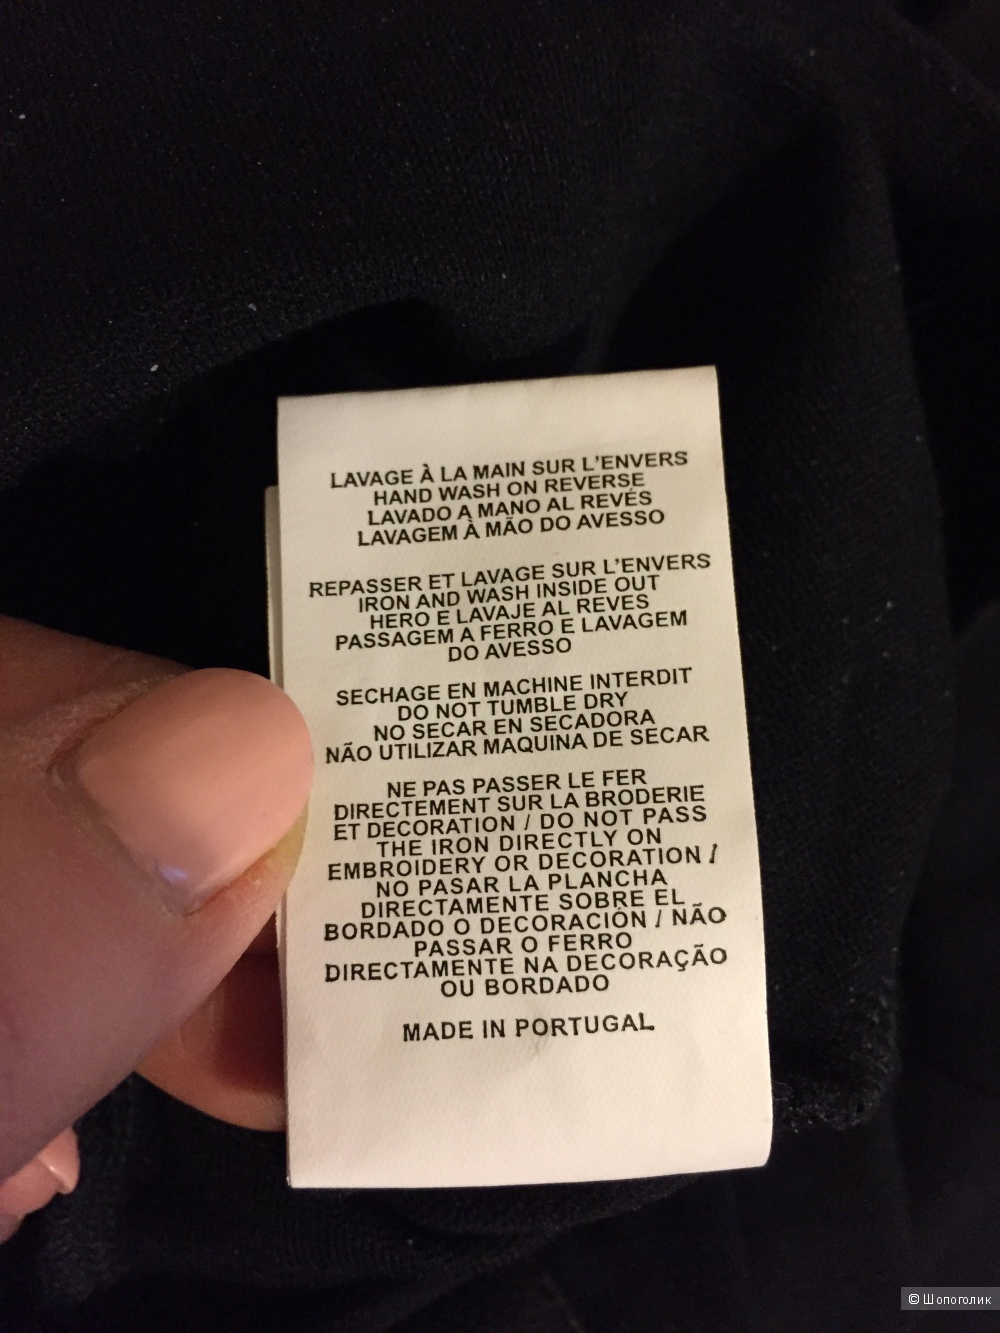 LAVAGE À LA MAIN SUR L'ENVERS
HAND WASH ON REVERSE
LAVADO A MANO AL REVÉS
LAVAGEM À MÃO DO AVESSO
REPASSER ET LAVAGE SUR L'ENVERS
IRON AND WASH INSIDE OUT
HERO E LAVAJE AL REVES
PASSAGEM A FERRO E LAVAGEM
DO AVESSO
SECHAGE EN MACHINE INTERDIT
DO NOT TUMBLE DRY
NO SECAR EN SECADORA
NÃO UTILIZAR MAQUINA DE SECAR
NE PAS PASSER LE FER
DIRECTEMENT SUR LA BRODERIE
ET DECORATION / DO NOT PASS
THE IRON DIRECTLY ON
EMBROIDERY OR DECORATION /
NO PASAR LA PLANCHA
DIRECTAMENTE SOBRE EL
BORDADO O DECORACIÓN / NÃO
PASSAR O FERRO
DIRECTAMENTE NA DECORAÇÃO
OU BORDADO
MADE IN PORTUGAL
© Шопоголик